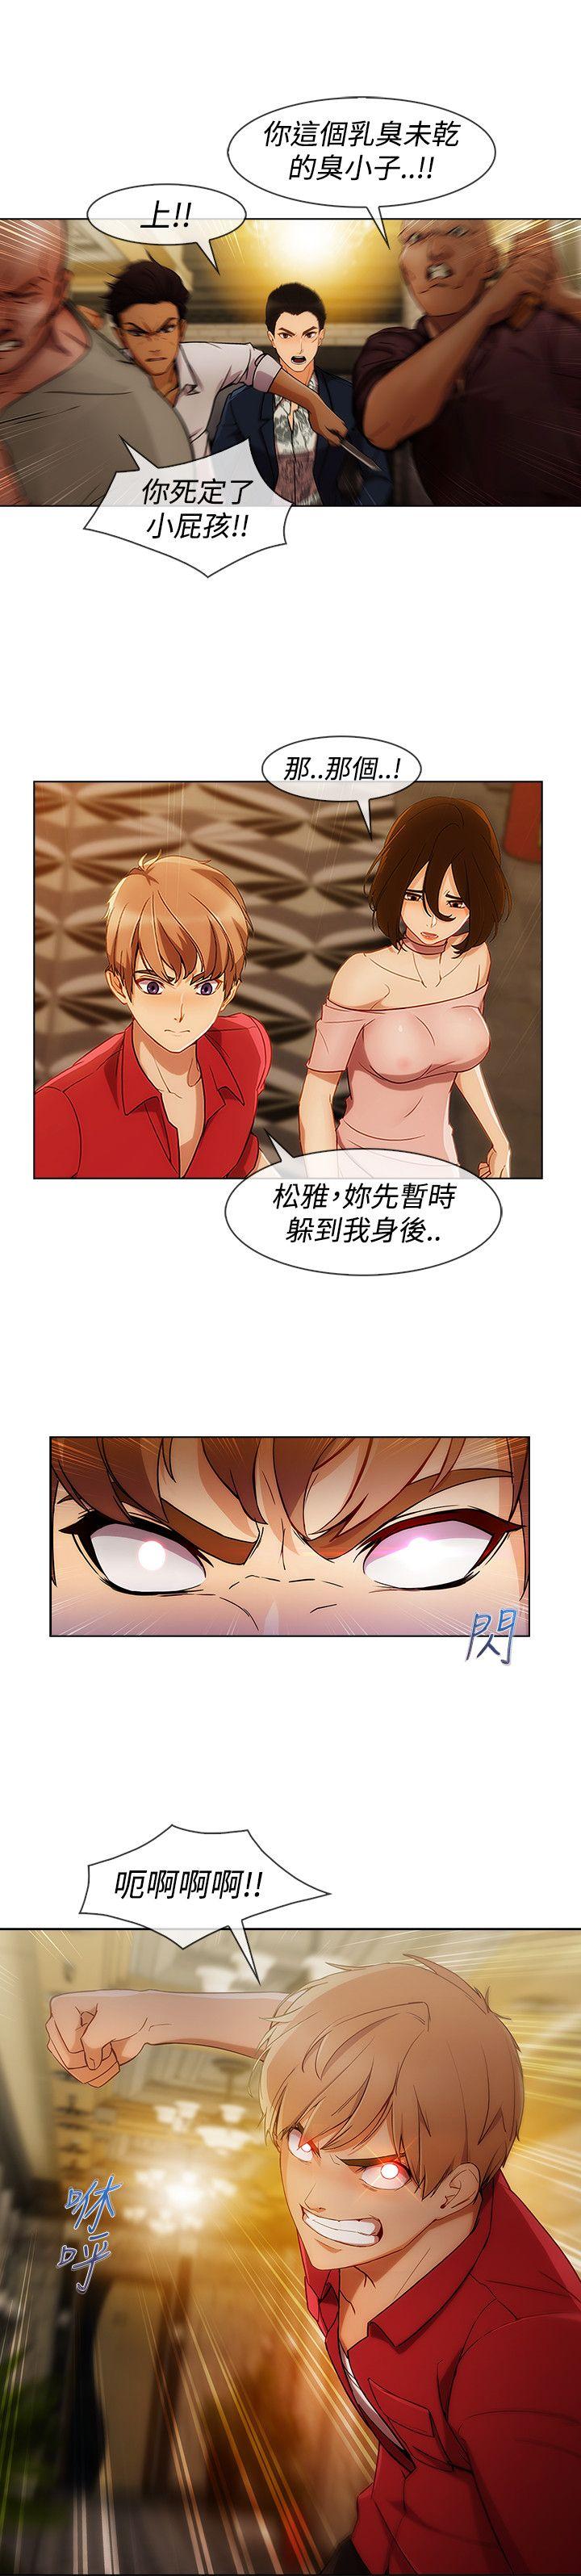 你這個乳臭未乾
的臭小子..!!
上!!
你死定了
小屁孩!!
那..那個..!
松雅,妳先暫時
躲到我身後..
閃
呃啊啊啊!!
咻
呼